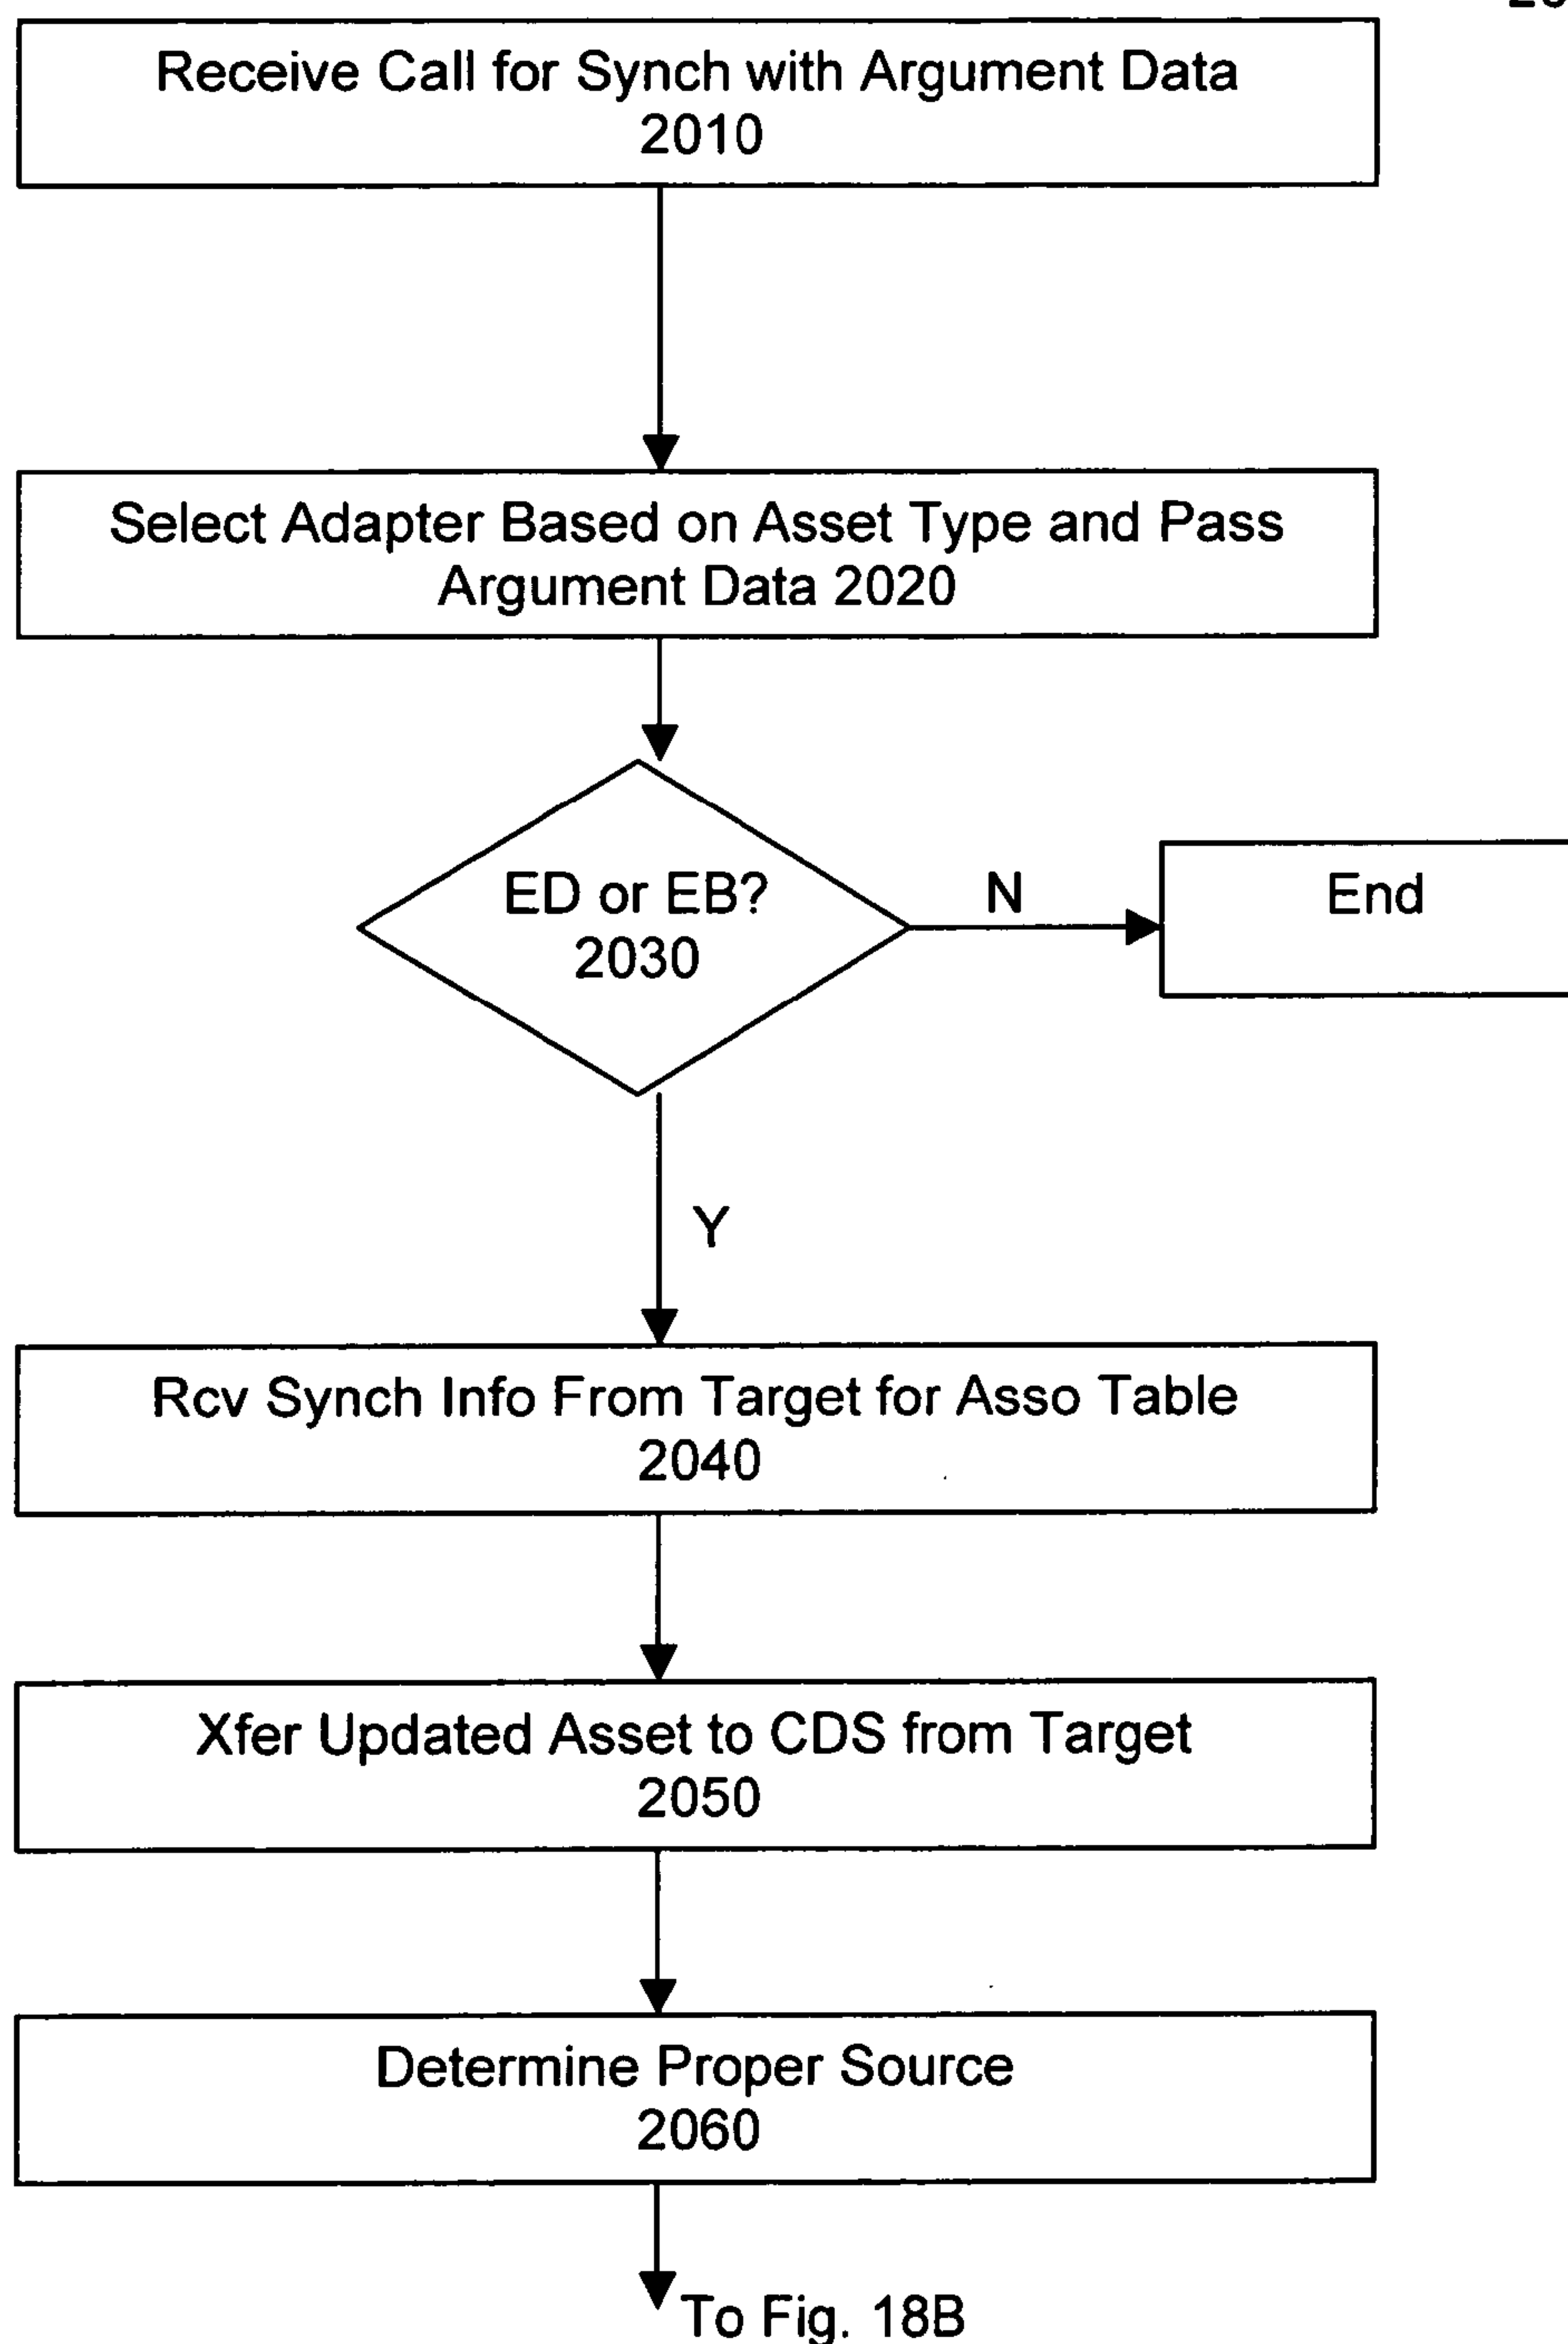 Receive Call for Synch with Argument Data
2010
Select Adapter Based on Asset Type and Pass
Argument Data 2020
ED or EB?
2030
N
End
Y
Rcv Synch Info From Target for Asso Table
2040
Xfer Updated Asset to CDS from Target
2050
Determine Proper Source
2060
To Fig. 18B